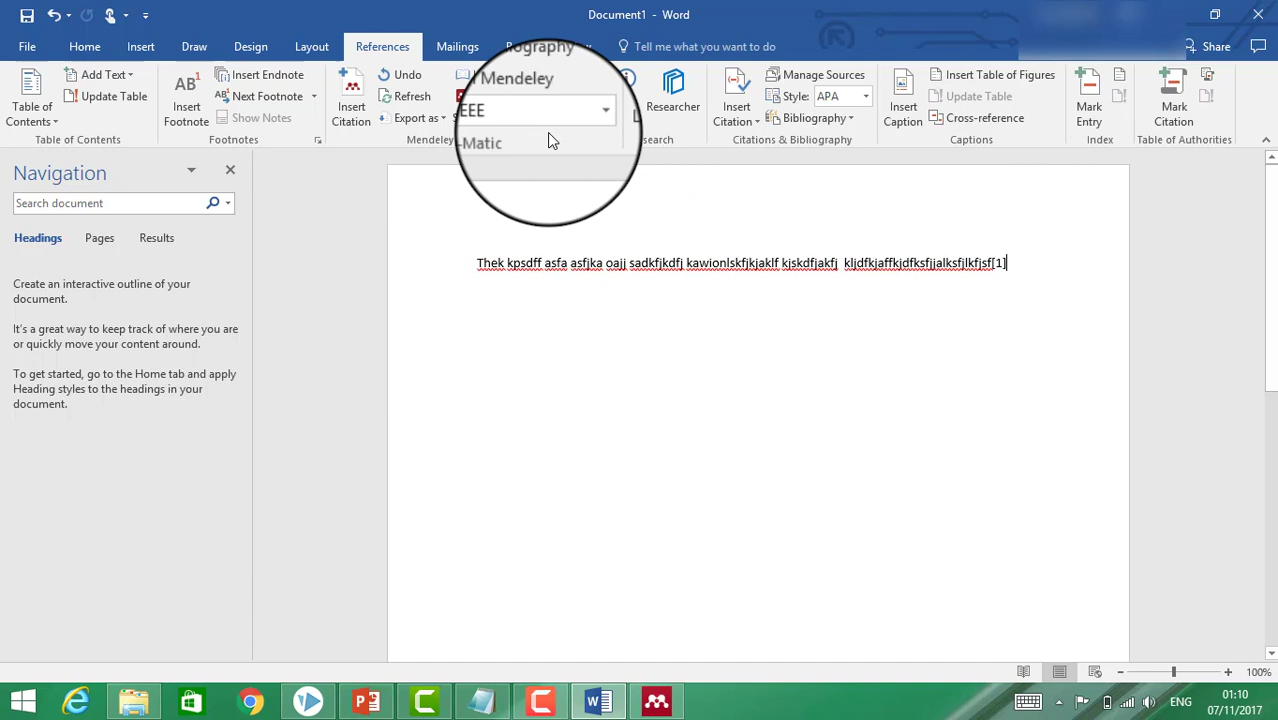 Document1 - Word
File Home Insert Draw Design Layout References Mailings Tell me what you want to do Share
Table of Contents
Add Text
Update Table
Table of Contents
AB1
Insert Footnote
Insert Endnote
Next Footnote
Show Notes
Footnotes
Insert Citation
Undo
Refresh
Export as
Mendeley
EEE
-Matic
Researcher
Insert Citation
Manage Sources
Style: APA
Bibliography
Citations & Bibliography
Insert Caption
Insert Table of Figures
Update Table
Cross-reference
Captions
Mark Entry
Index
Mark Citation
Table of Authorities
Navigation
Search document
Headings Pages Results
Create an interactive outline of your
document.
It's a great way to keep track of where you are
or quickly move your content around.
To get started, go to the Home tab and apply
Heading styles to the headings in your
document.
Thek kpsdff asfa asfjka oajj sadkfjkdfj kawionlskfjkjaklf kjskdfjakfj kljdfkjaffkjdfksfjjalksfjlkfjsf[1]
100%
ENG
01:10
07/11/2017